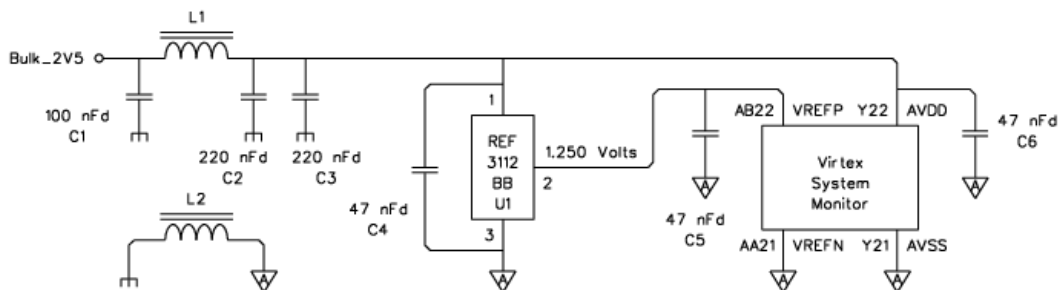 L1
Bulk_2V5
100 nFd
C1
220 nFd
C2
220 nFd
C3
L2
47 nFd
C4
1
REF
3112
BB
U1
3
1.250 Volts
2
A
47 nFd
C5
A
AB22 VREFP Y22 AVDD
Virtex
System
Monitor
AA21 VREFN Y21 AVSS
47 nFd
C6
A
A
A
A